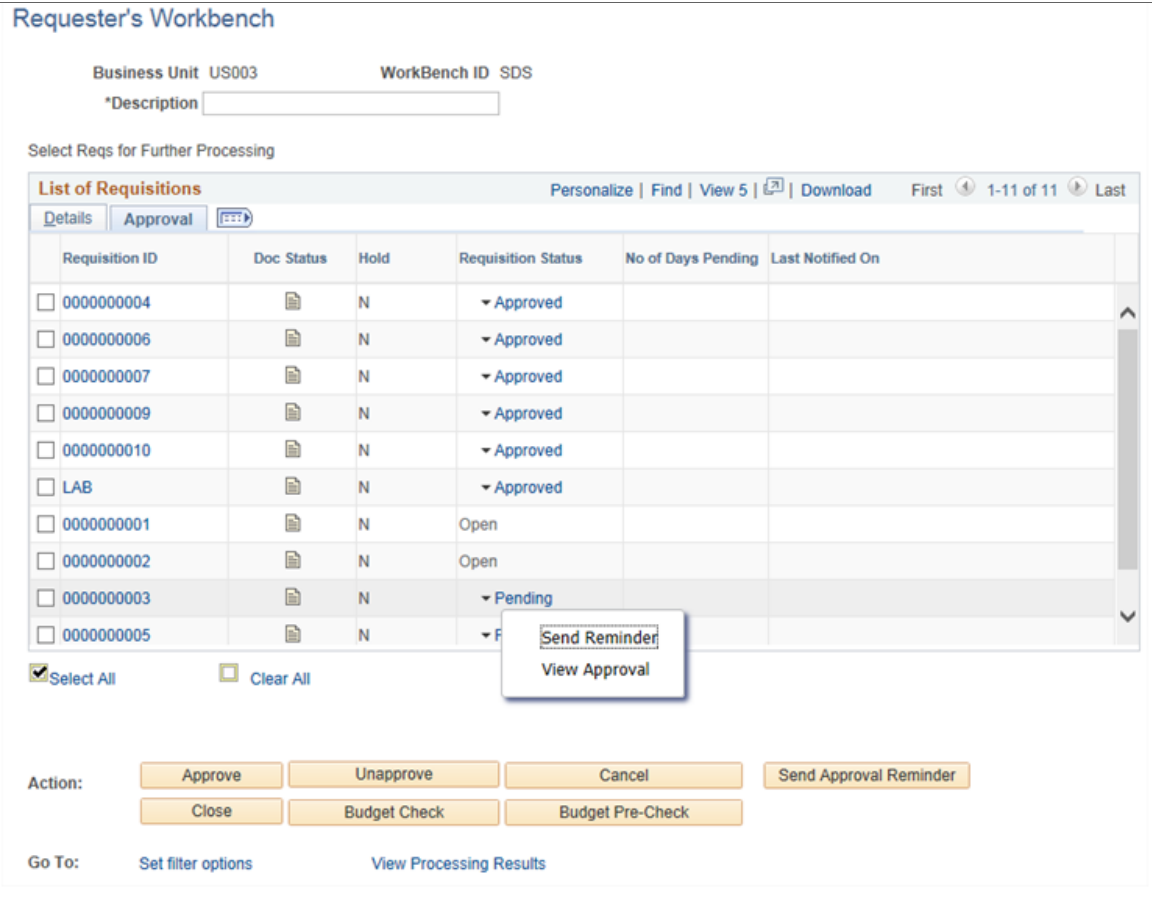 Requester's Workbench
Business Unit US003 WorkBench ID SDS
*Description
Select Reqs for Further Processing
List of Requisitions Personalize | Find | View 5 | | Download First 1-11 of 11 Last
Details Approval
Requisition ID Doc Status Hold Requisition Status No of Days Pending Last Notified On
0000000004 N Approved
0000000006 N Approved
0000000007 N Approved
0000000009 N Approved
0000000010 N Approved
LAB N Approved
0000000001 N Open
0000000002 N Open
0000000003 N Pending
0000000005 N
Send Reminder
View Approval
Select All Clear All
Action: Approve Unapprove Cancel Send Approval Reminder
Close Budget Check Budget Pre-Check
Go To: Set filter options View Processing Results